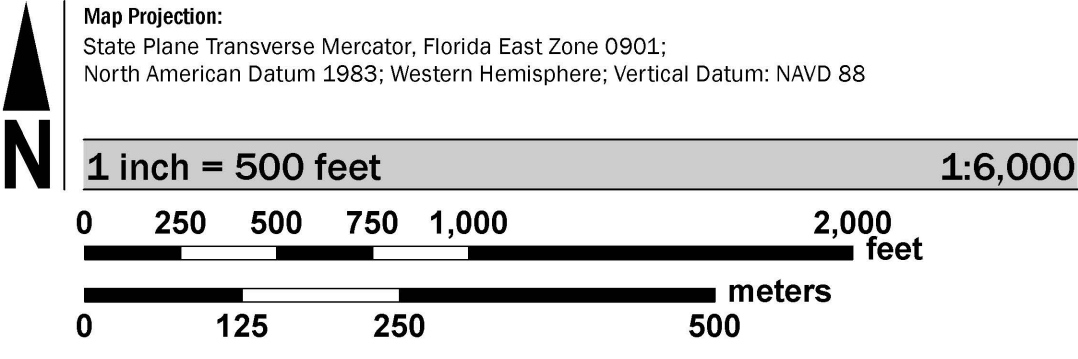 N
Map Projection:
State Plane Transverse Mercator, Florida East Zone 0901;
North American Datum 1983; Western Hemisphere; Vertical Datum: NAVD 88
1 inch = 500 feet 1:6,000
0 250 500 750 1,000 2,000
feet
meters
0 125 250 500